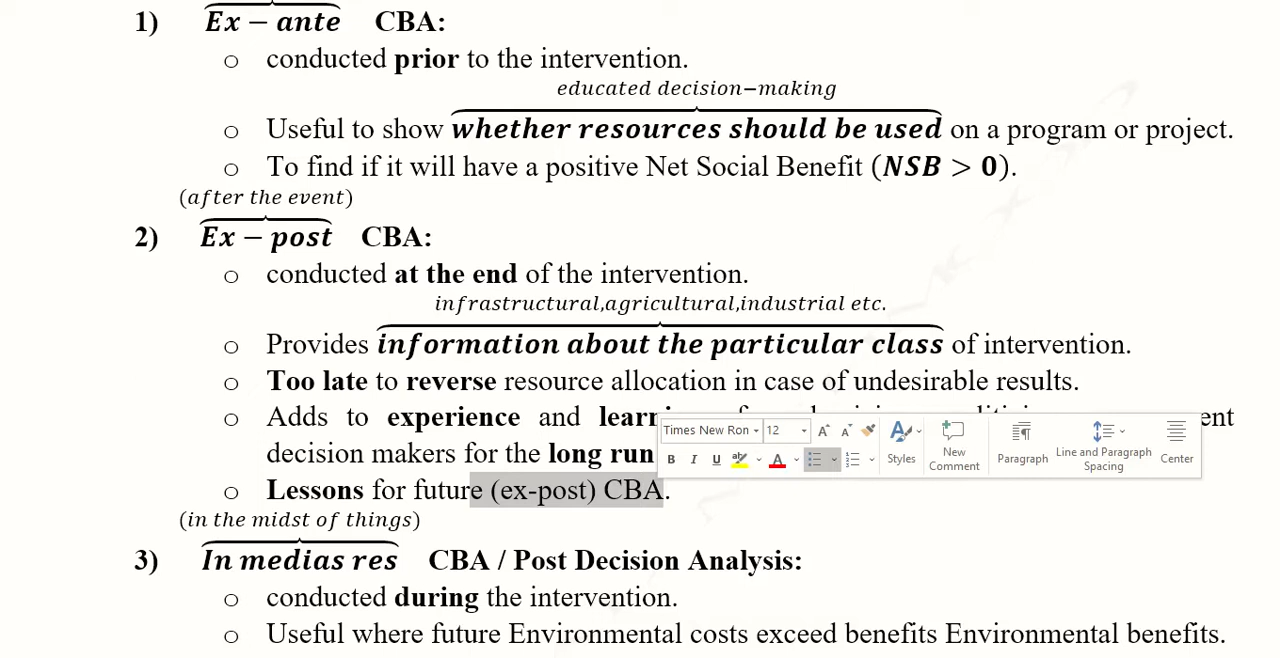 1) Ex – ante CBA:
o conducted prior to the intervention.
educated decision–making
o Useful to show whether resources should be used on a program or project.
o To find if it will have a positive Net Social Benefit (NSB > 0).
(after the event)
2) Ex – post CBA:
o conducted at the end of the intervention.
infrastructural,agricultural,industrial etc.
o Provides information about the particular class of intervention.
o Too late to reverse resource allocation in case of undesirable results.
o Adds to experience and
decision makers for the long run
Times New Ron 12
B I U
Styles
New Comment
Paragraph
Line and Paragraph Spacing
Center
o Lessons for future (ex-post) CBA.
(in the midst of things)
3) In medias res CBA / Post Decision Analysis:
o conducted during the intervention.
o Useful where future Environmental costs exceed benefits Environmental benefits.